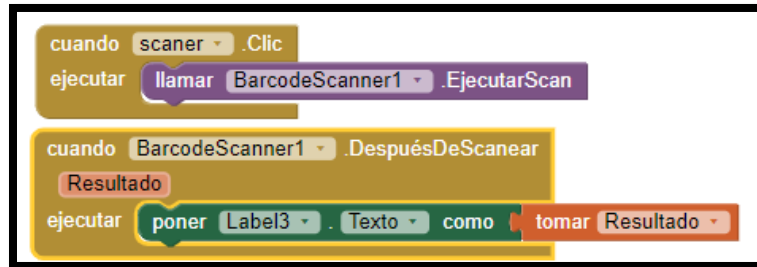 cuando scaner .Clic
ejecutar llamar BarcodeScanner1 .EjecutarScan
cuando BarcodeScanner1 .DespuésDeScanear
Resultado
ejecutar poner Label3 . Texto como tomar Resultado